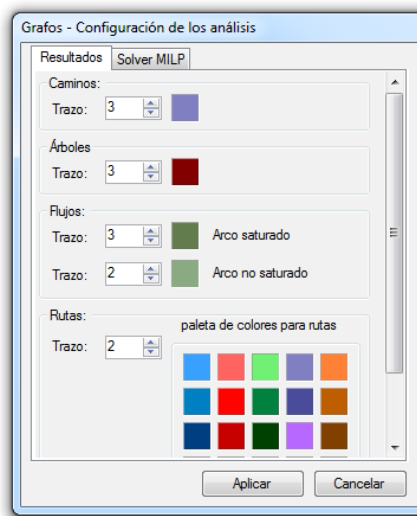 Grafos - Configuración de los análisis
Resultados Solver MILP
Caminos:
Trazo: 3
Árboles
Trazo: 3
Flujos:
Trazo: 3 Arco saturado
Trazo: 2 Arco no saturado
Rutas:
paleta de colores para rutas
Trazo: 2
Aplicar Cancelar